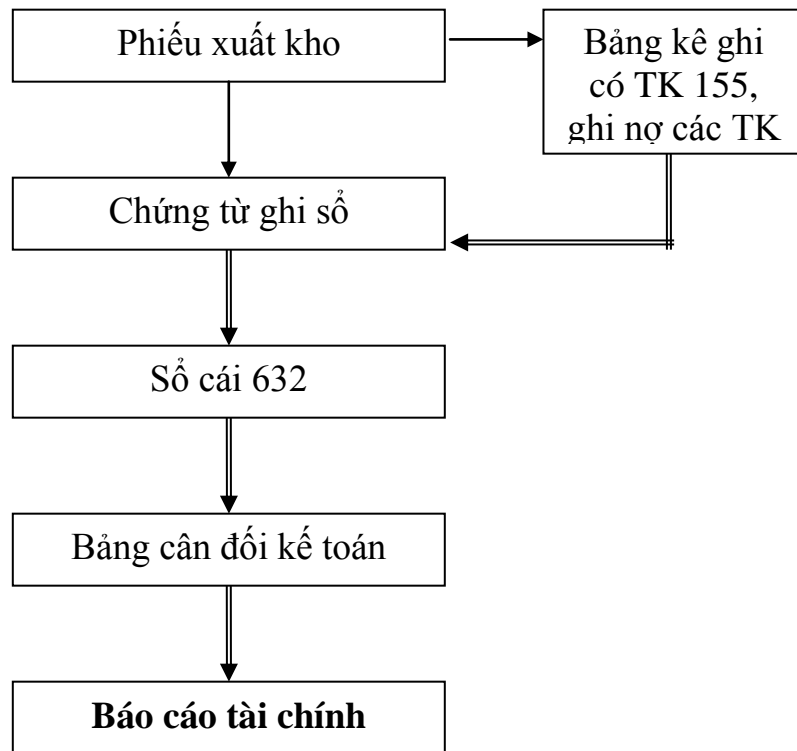 Phiếu xuất kho
Bảng kê ghi
có TK 155,
ghi nợ các TK
Chứng từ ghi sổ
Sổ cái 632
Bảng cân đối kế toán
Báo cáo tài chính